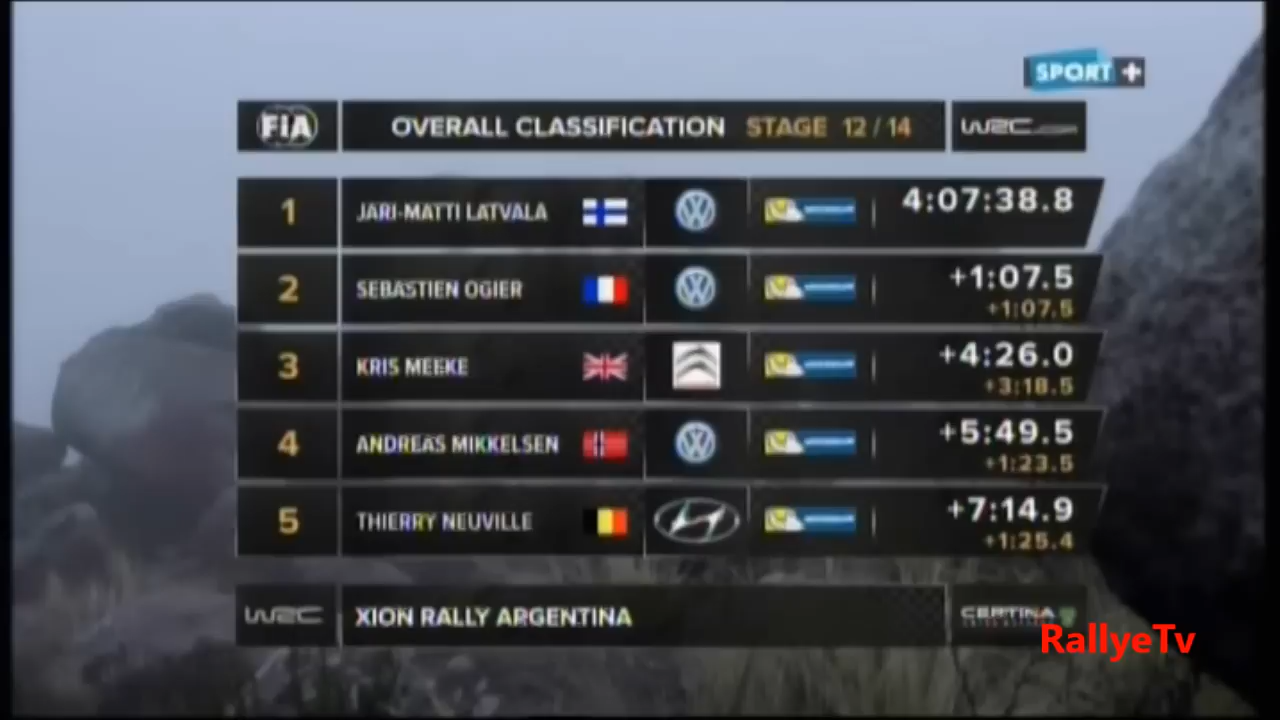 SPORT +
FIA OVERALL CLASSIFICATION STAGE 12 / 14 WRC
1 JARI-MATTI LATVALA 4:07:38.8
2 SEBASTIEN OGIER +1:07.5
+1:07.5
3 KRIS MEEKE +4:26.0
+3:18.5
4 ANDREAS MIKKELSEN +5:49.5
+1:23.5
5 THIERRY NEUVILLE +7:14.9
+1:25.4
WRC XION RALLY ARGENTINA CERTINA
RallyeTv